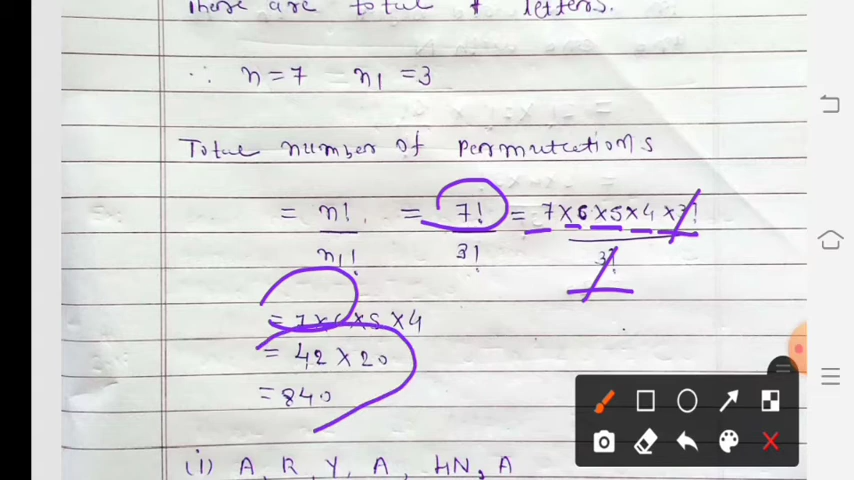 There are total 7 letters.
∴ n = 7 n₁ = 3
Total number of permutations
= n!/n₁! = 7!/3! = 7×6×5×4×3!/3!
= 7×6×5×4
= 42 × 20
= 840
(i) A, R, Y, A, HN, A